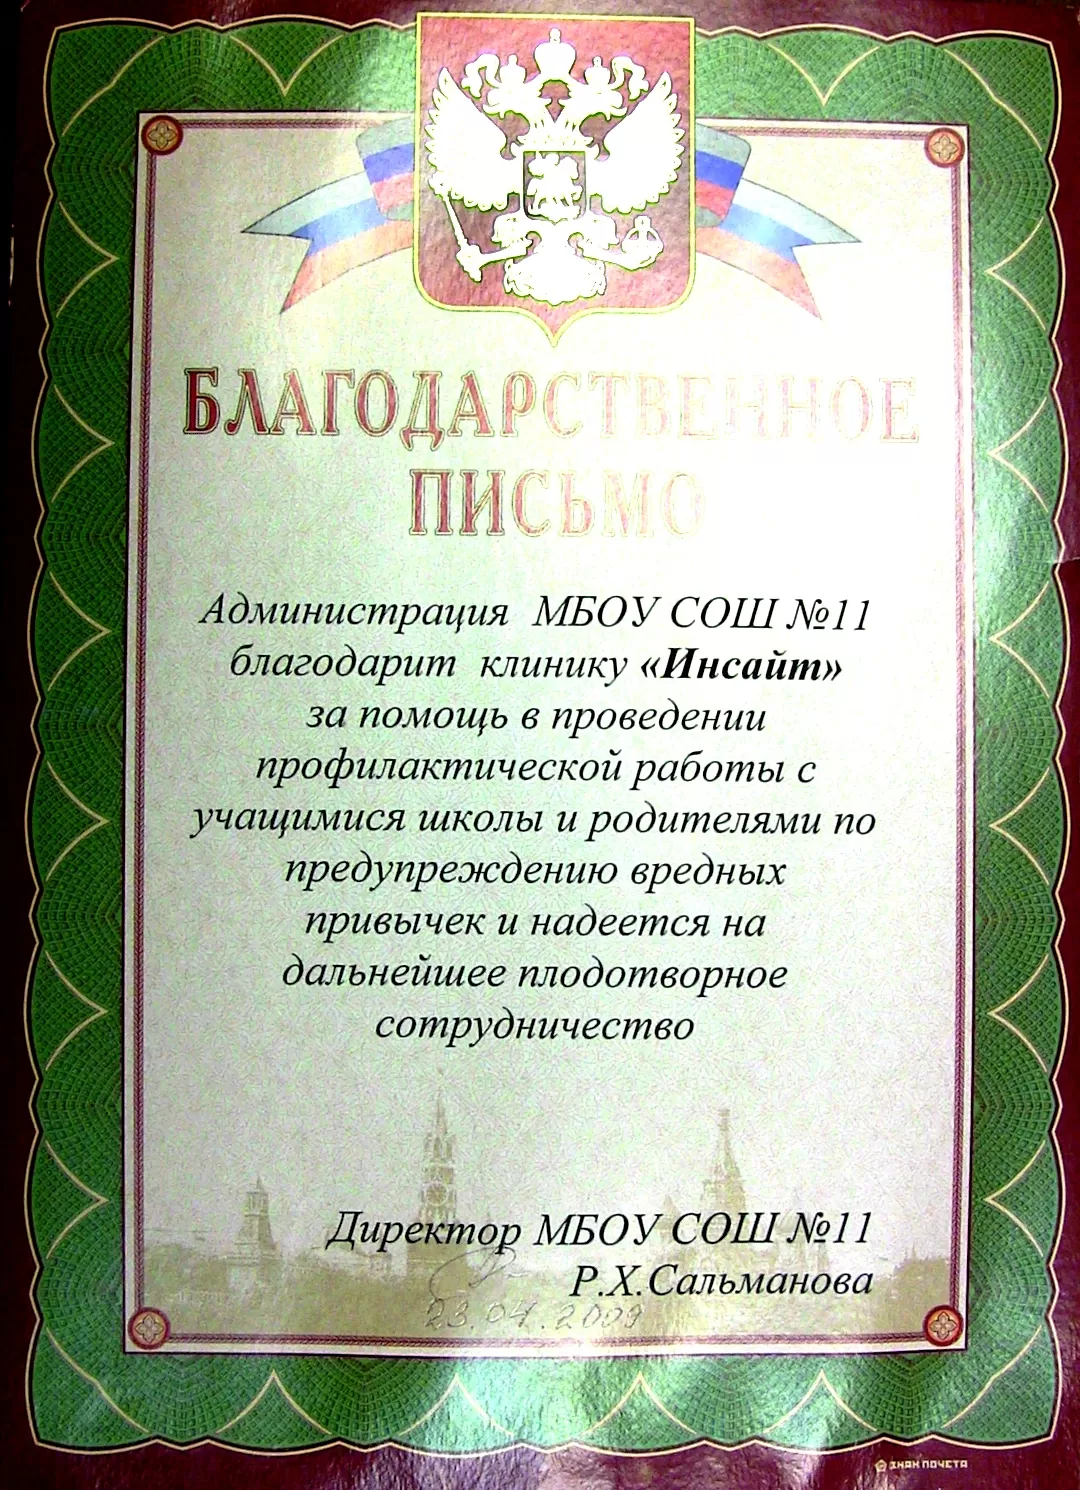 БЛАГОДАРСТВЕННОЕ
ПИСЬМО
Администрация МБОУ СОШ №11
благодарит клинику «Инсайт»
за помощь в проведении
профилактической работы с
учащимися школы и родителями по
предупреждению вредных
привычек и надеется на
дальнейшее плодотворное
сотрудничество
Директор МБОУ СОШ №11
Р.Х.Сальманова
23.04.2009
ЗНАК ПОЧЕТА